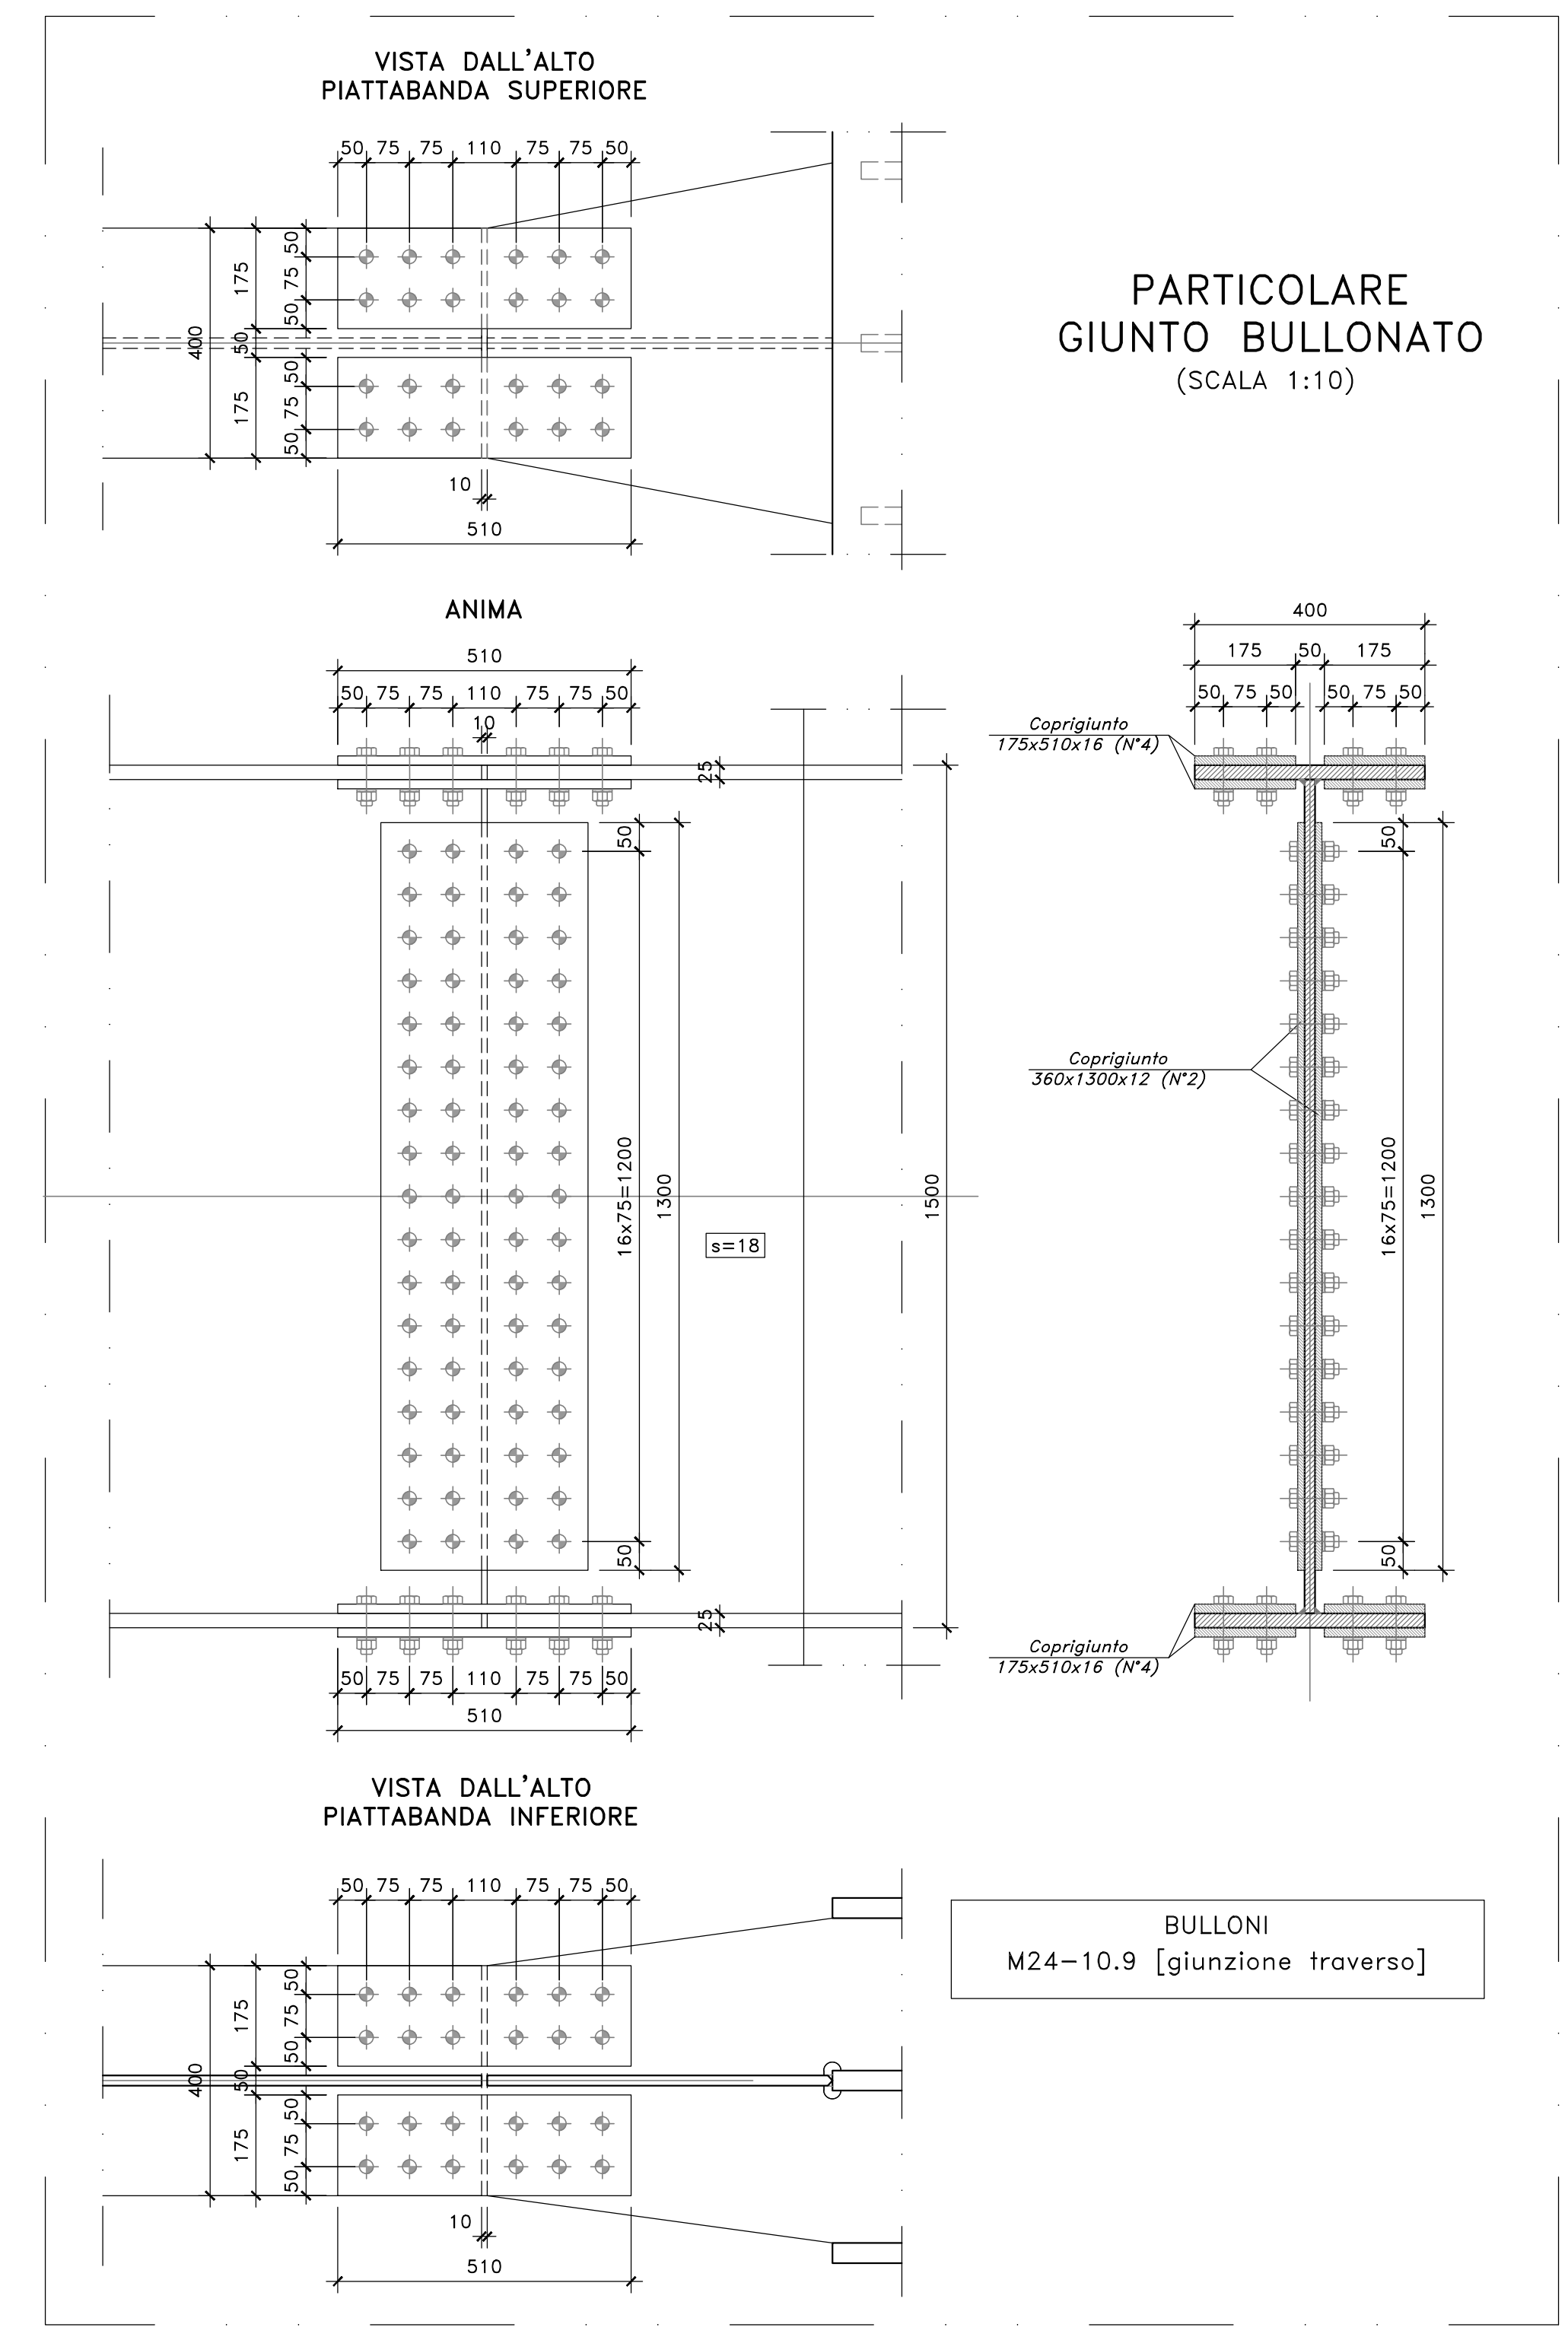 VISTA DALL'ALTO
PIATTABANDA SUPERIORE
50 75 75 110 75 75 50
400
175 50 175
50 75 50 50 75 50
10
510
PARTICOLARE
GIUNTO BULLONATO
(SCALA 1:10)
ANIMA
510
50 75 75 110 75 75 50
10
25
50
16x75=1200
1300
50
s=18
1500
25
50 75 75 110 75 75 50
510
400
175 50 175
50 75 50 50 75 50
Coprigiunto
175x510x16 (N°4)
50
Coprigiunto
360x1300x12 (N°2)
16x75=1200
1300
50
Coprigiunto
175x510x16 (N°4)
VISTA DALL'ALTO
PIATTABANDA INFERIORE
50 75 75 110 75 75 50
400
175 50 175
50 75 50 50 75 50
10
510
BULLONI
M24-10.9 [giunzione traverso]